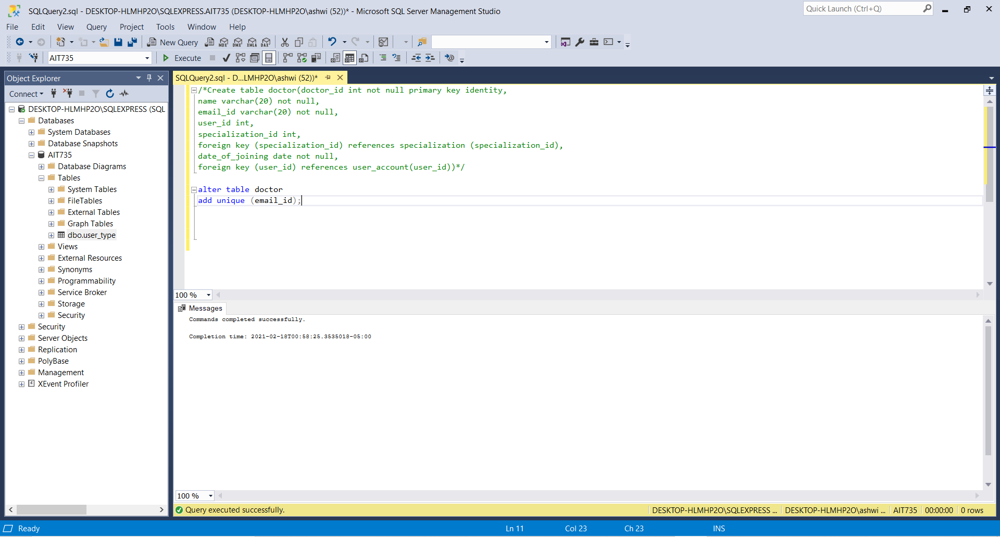 SQLQuery2.sql - DESKTOP-HLMHP2O\SQLEXPRESS.AIT735 (DESKTOP-HLMHP2O\ashwi (52))* - Microsoft SQL Server Management Studio
Quick Launch (Ctrl+Q)
File Edit View Query Project Tools Window Help
New Query MDX DMX XMLA DAX
AIT735 Execute
Object Explorer
Connect
DESKTOP-HLMHP2O\SQLEXPRESS (SQL
Databases
System Databases
Database Snapshots
AIT735
Database Diagrams
Tables
System Tables
FileTables
External Tables
Graph Tables
dbo.user_type
Views
External Resources
Synonyms
Programmability
Service Broker
Storage
Security
Security
Server Objects
Replication
PolyBase
Management
XEvent Profiler
SQLQuery2.sql - D...LMHP2O\ashwi (52))*
/*Create table doctor(doctor_id int not null primary key identity,
name varchar(20) not null,
email_id varchar(20) not null,
user_id int,
specialization_id int,
foreign key (specialization_id) references specialization (specialization_id),
date_of_joining date not null,
foreign key (user_id) references user_account(user_id))*/
alter table doctor
add unique (email_id);
100 %
Messages
Commands completed successfully.
Completion time: 2021-02-18T00:58:25.3535018-05:00
100 %
Query executed successfully.
DESKTOP-HLMHP2O\SQLEXPRESS ... DESKTOP-HLMHP2O\ashwi ... AIT735 00:00:00 0 rows
Ready Ln 11 Col 23 Ch 23 INS